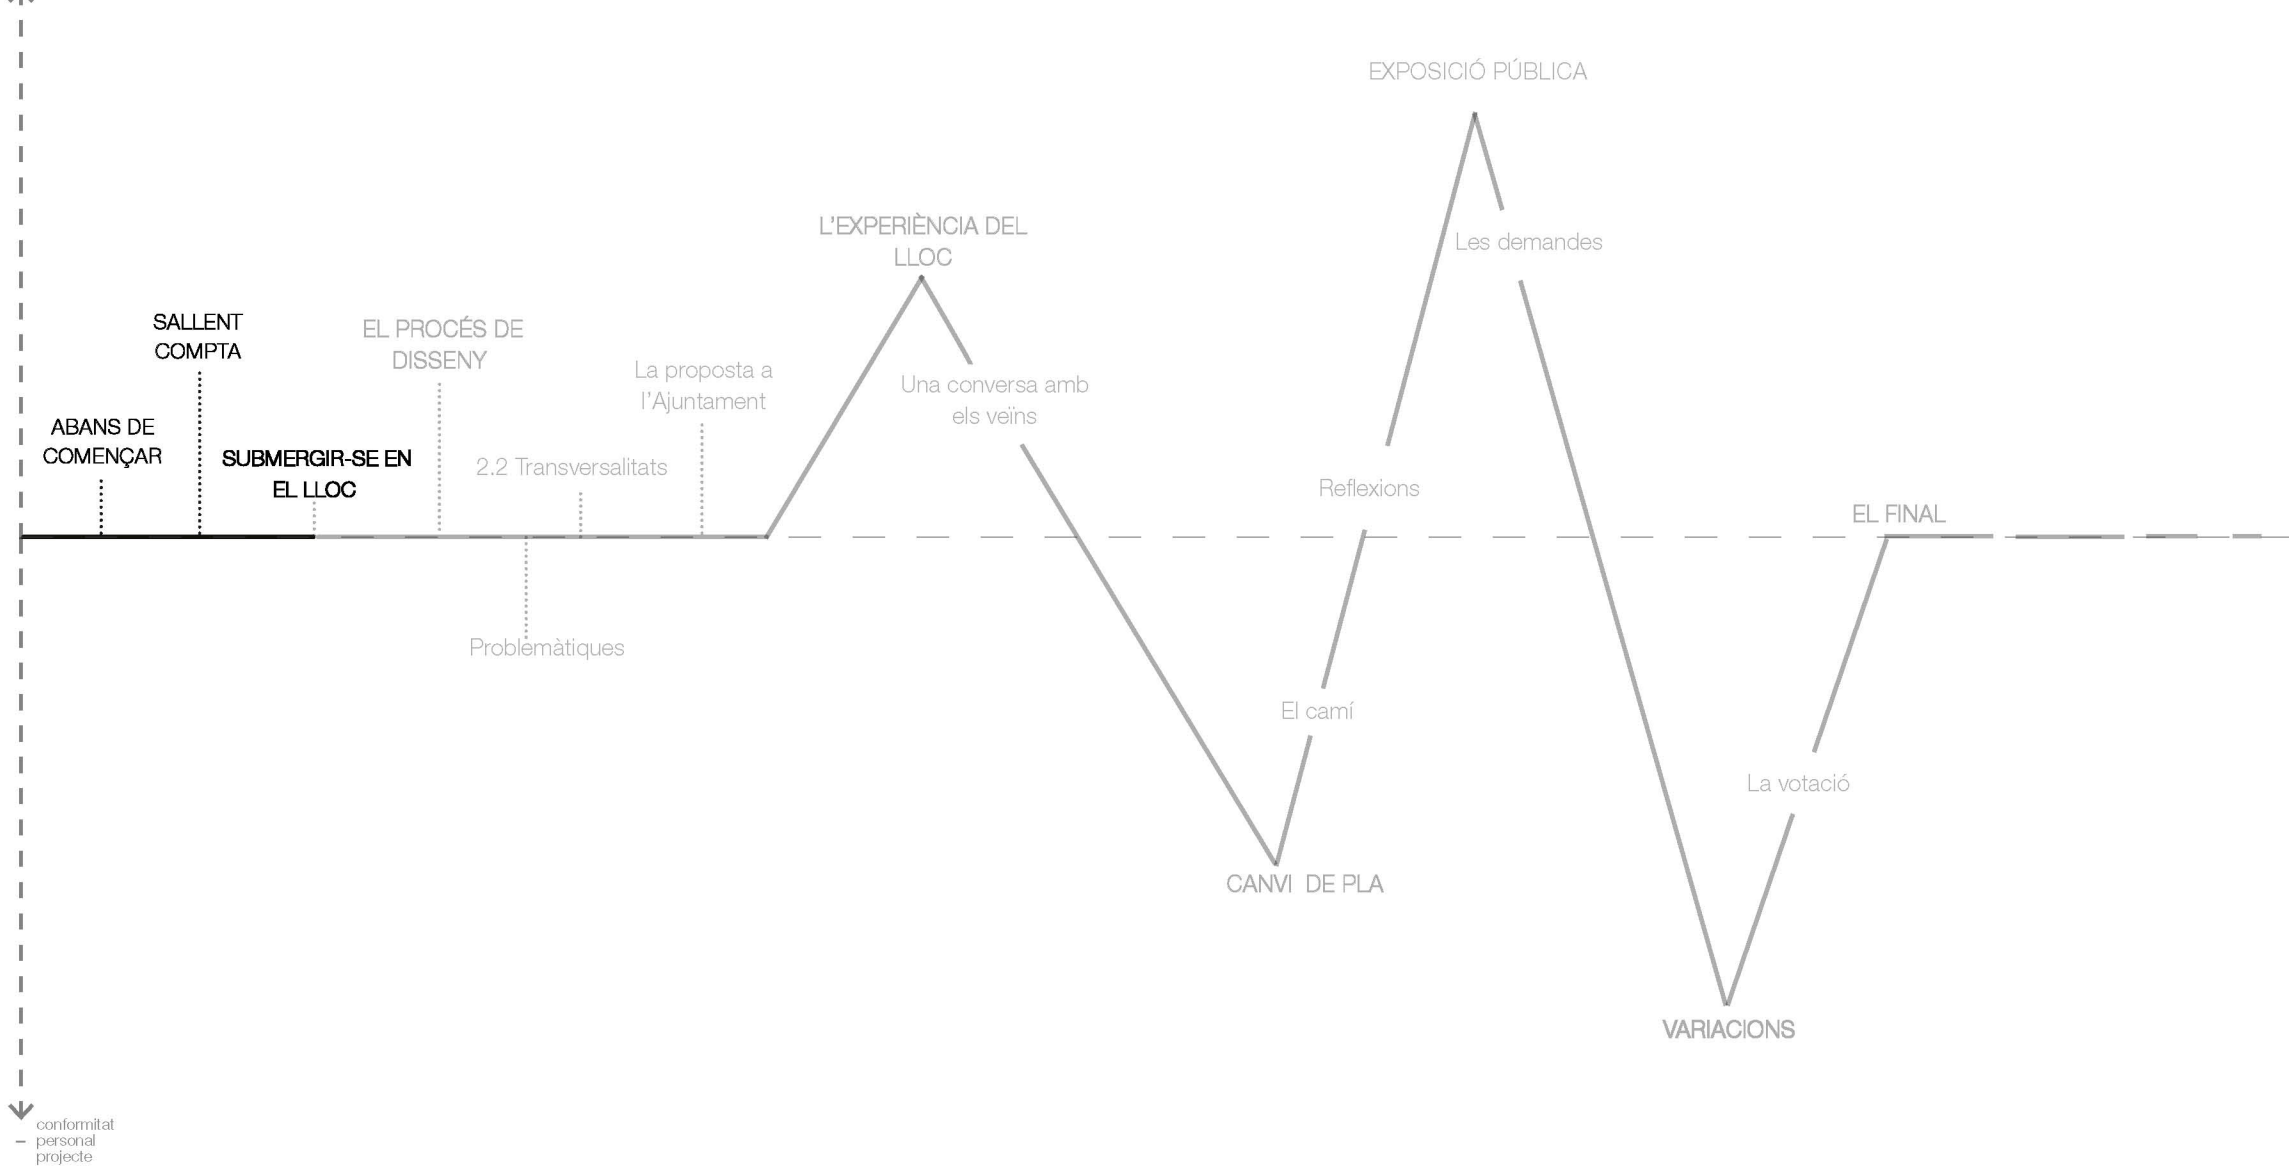 EXPOSICIÓ PÚBLICA
L'EXPERIÈNCIA DEL
LLOC
Les demandes
SALLENT
COMPTA
EL PROCÉS DE
DISSENY
La proposta a
l'Ajuntament
Una conversa amb
els veïns
ABANS DE
COMENÇAR
SUBMERGIR-SE EN
EL LLOC
2.2 Transversalitats
Reflexions
EL FINAL
Problemàtiques
El camí
La votació
CANVI DE PLA
VARIACIONS
conformitat
– personal
projecte